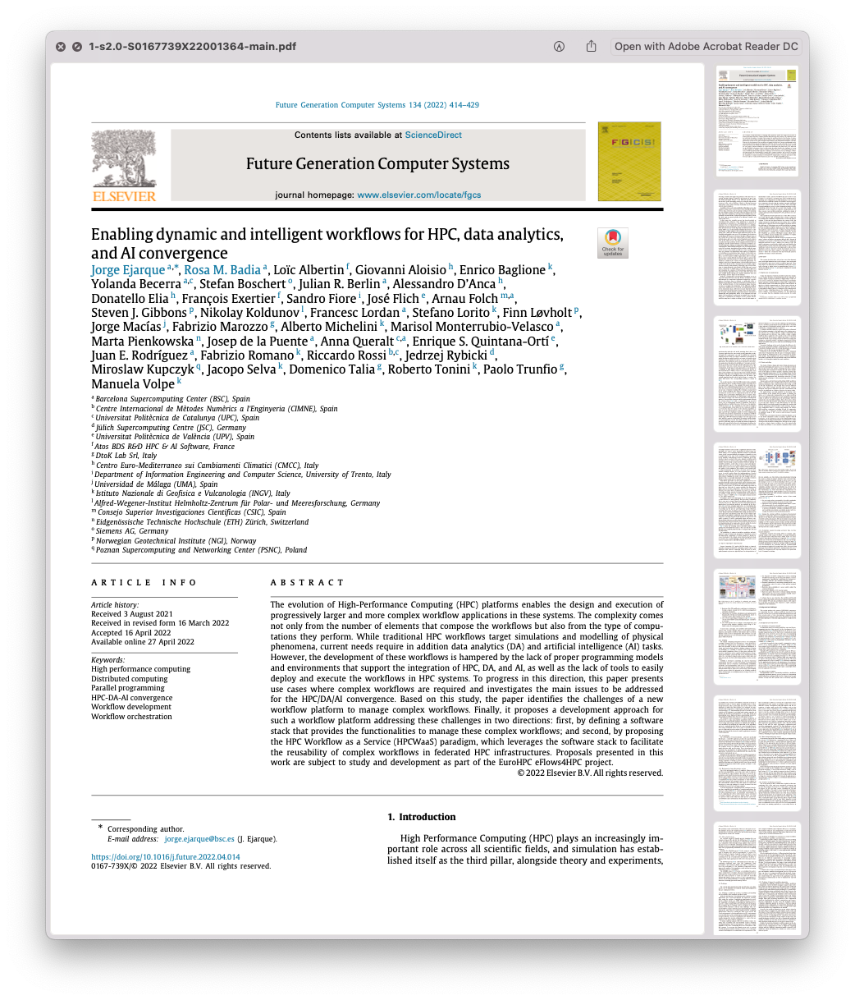 1-s2.0-S0167739X22001364-main.pdf
Open with Adobe Acrobat Reader DC
Future Generation Computer Systems 134 (2022) 414–429
Contents lists available at ScienceDirect
Future Generation Computer Systems
journal homepage: www.elsevier.com/locate/fgcs
ELSEVIER
FGCS
Enabling dynamic and intelligent workflows for HPC, data analytics,
and AI convergence
Check for
updates
Jorge Ejarque a,*, Rosa M. Badia a, Loïc Albertin f, Giovanni Aloisio h, Enrico Baglione k,
Yolanda Becerra a,c, Stefan Boschert o, Julian R. Berlin a, Alessandro D'Anca h,
Donatello Elia h, François Exertier f, Sandro Fiore i, José Flich e, Arnau Folch m,a,
Steven J. Gibbons p, Nikolay Koldunov l, Francesc Lordan a, Stefano Lorito k, Finn Løvholt p,
Jorge Macías j, Fabrizio Marozzo g, Alberto Michelini k, Marisol Monterrubio-Velasco a,
Marta Pienkowska n, Josep de la Puente a, Anna Queralt c,a, Enrique S. Quintana-Ortí e,
Juan E. Rodríguez a, Fabrizio Romano k, Riccardo Rossi b,c, Jedrzej Rybicki d,
Miroslaw Kupczyk q, Jacopo Selva k, Domenico Talia g, Roberto Tonini k, Paolo Trunfio g,
Manuela Volpe k
a Barcelona Supercomputing Center (BSC), Spain
b Centre Internacional de Mètodes Numèrics a l'Enginyeria (CIMNE), Spain
c Universitat Politècnica de Catalunya (UPC), Spain
d Jülich Supercomputing Centre (JSC), Germany
e Universitat Politècnica de València (UPV), Spain
f Atos BDS R&D HPC & AI Software, France
g DtoK Lab Srl, Italy
h Centro Euro-Mediterraneo sui Cambiamenti Climatici (CMCC), Italy
i Department of Information Engineering and Computer Science, University of Trento, Italy
j Universidad de Málaga (UMA), Spain
k Istituto Nazionale di Geofisica e Vulcanologia (INGV), Italy
l Alfred-Wegener-Institut Helmholtz-Zentrum für Polar- und Meeresforschung, Germany
m Consejo Superior Investigaciones Científicas (CSIC), Spain
n Eidgenössische Technische Hochschule (ETH) Zürich, Switzerland
o Siemens AG, Germany
p Norwegian Geotechnical Institute (NGI), Norway
q Poznan Supercomputing and Networking Center (PSNC), Poland
ARTICLE INFO
Article history:
Received 3 August 2021
Received in revised form 16 March 2022
Accepted 16 April 2022
Available online 27 April 2022
Keywords:
High performance computing
Distributed computing
Parallel programming
HPC-DA-AI convergence
Workflow development
Workflow orchestration
ABSTRACT
The evolution of High-Performance Computing (HPC) platforms enables the design and execution of
progressively larger and more complex workflow applications in these systems. The complexity comes
not only from the number of elements that compose the workflows but also from the type of compu-
tations they perform. While traditional HPC workflows target simulations and modelling of physical
phenomena, current needs require in addition data analytics (DA) and artificial intelligence (AI) tasks.
However, the development of these workflows is hampered by the lack of proper programming models
and environments that support the integration of HPC, DA, and AI, as well as the lack of tools to easily
deploy and execute the workflows in HPC systems. To progress in this direction, this paper presents
use cases where complex workflows are required and investigates the main issues to be addressed
for the HPC/DA/AI convergence. Based on this study, the paper identifies the challenges of a new
workflow platform to manage complex workflows. Finally, it proposes a development approach for
such a workflow platform addressing these challenges in two directions: first, by defining a software
stack that provides the functionalities to manage these complex workflows; and second, by proposing
the HPC Workflow as a Service (HPCWaaS) paradigm, which leverages the software stack to facilitate
the reusability of complex workflows in federated HPC infrastructures. Proposals presented in this
work are subject to study and development as part of the EuroHPC eFlows4HPC project.
© 2022 Elsevier B.V. All rights reserved.
* Corresponding author.
E-mail address: jorge.ejarque@bsc.es (J. Ejarque).
https://doi.org/10.1016/j.future.2022.04.014
0167-739X/© 2022 Elsevier B.V. All rights reserved.
1. Introduction
High Performance Computing (HPC) plays an increasingly im-
portant role across all scientific fields, and simulation has estab-
lished itself as the third pillar, alongside theory and experiments,